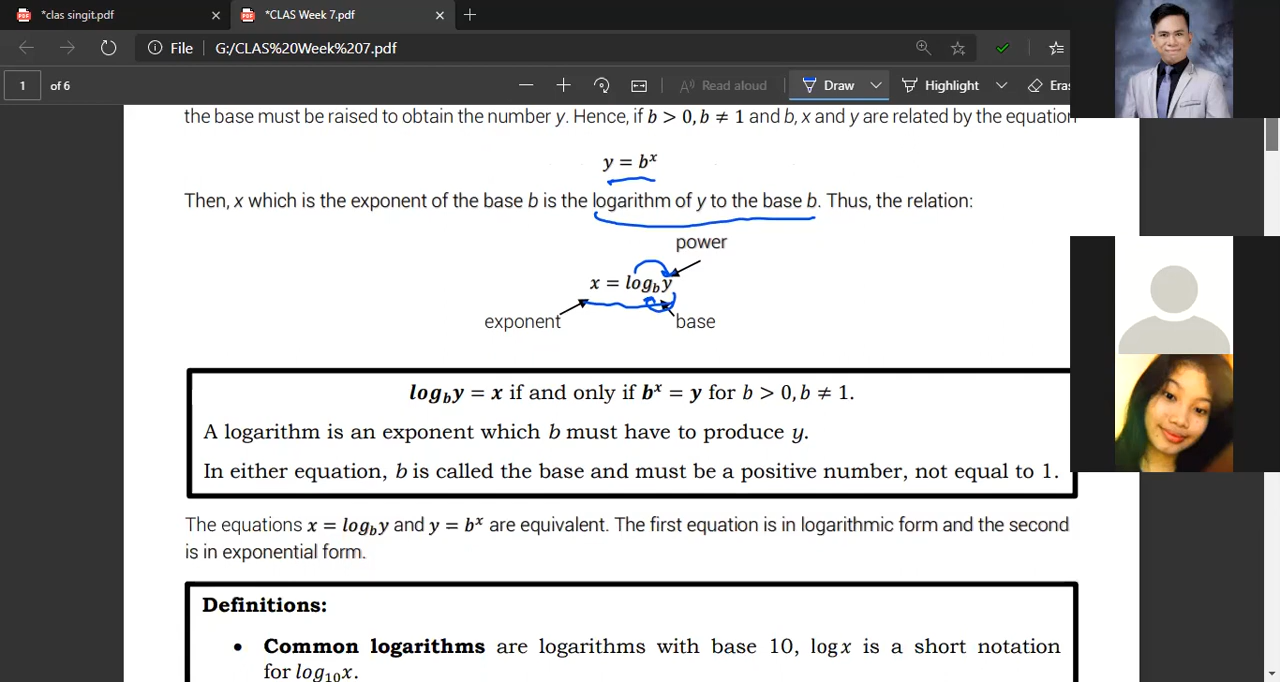 *clas singit.pdf
*CLAS Week 7.pdf
File
G:/CLAS%20Week%207.pdf
1 of 6
Read aloud
Draw
Highlight
Eras
the base must be raised to obtain the number y. Hence, if b > 0, b ≠ 1 and b, x and y are related by the equation
y = bˣ
Then, x which is the exponent of the base b is the logarithm of y to the base b. Thus, the relation:
power
x = log_b y
exponent
base
log_b y = x if and only if bˣ = y for b > 0, b ≠ 1.
A logarithm is an exponent which b must have to produce y.
In either equation, b is called the base and must be a positive number, not equal to 1.
The equations x = log_b y and y = bˣ are equivalent. The first equation is in logarithmic form and the second
is in exponential form.
Definitions:
• Common logarithms are logarithms with base 10, log x is a short notation
for log₁₀x.